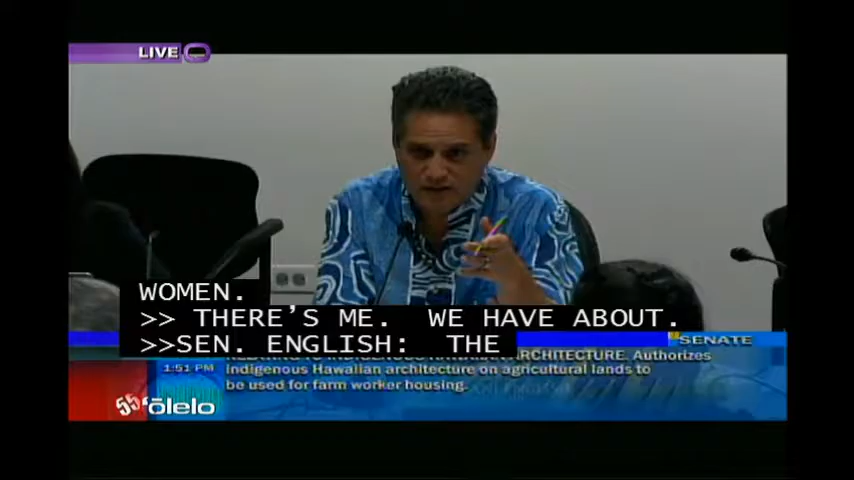 LIVE
WOMEN.
>> THERE'S ME. WE HAVE ABOUT.
>>SEN. ENGLISH: THE
SENATE
ARCHITECTURE. Authorizes
indigenous Hawaiian architecture on agricultural lands to
be used for farm worker housing.
1:51 PM
55 'ōlelo